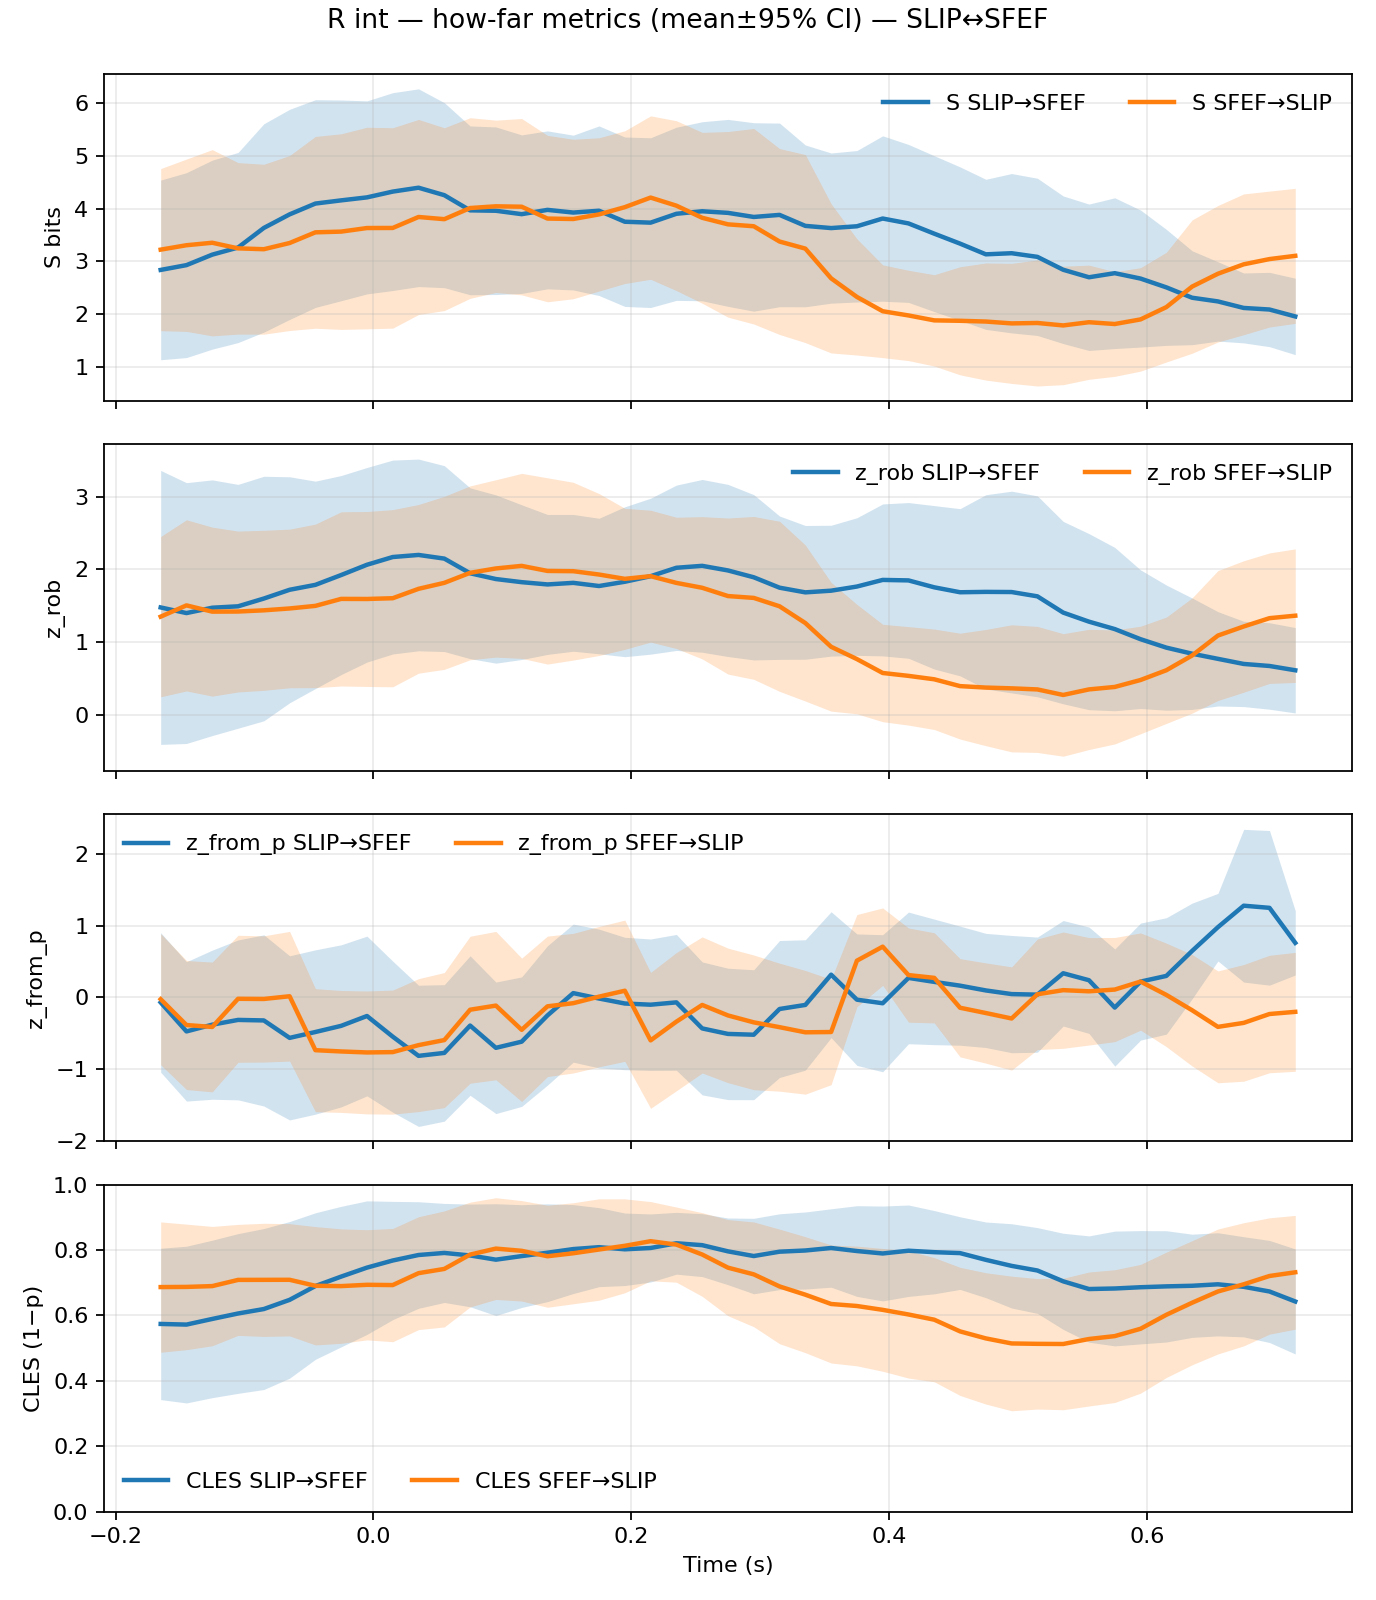 R int — how-far metrics (mean±95% CI) — SLIP↔SFEF
S SLIP→SFEF S SFEF→SLIP
6
5
4
3
2
1
S bits
z_rob SLIP→SFEF z_rob SFEF→SLIP
3
2
1
0
z_rob
z_from_p SLIP→SFEF z_from_p SFEF→SLIP
2
1
0
−1
−2
z_from_p
1.0
0.8
0.6
0.4
0.2
0.0
CLES (1−p)
CLES SLIP→SFEF CLES SFEF→SLIP
−0.2 0.0 0.2 0.4 0.6
Time (s)